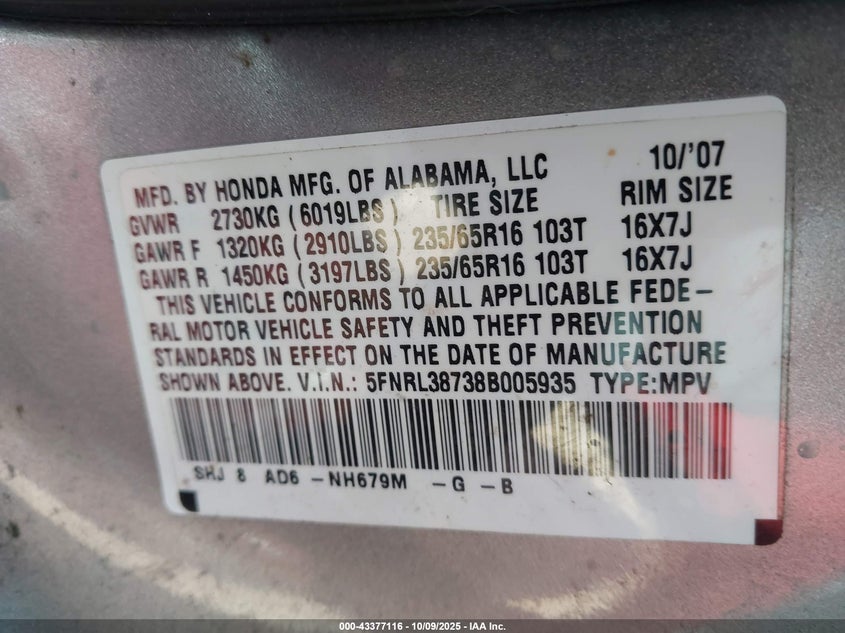 MFD. BY HONDA MFG. OF ALABAMA, LLC 10/'07
GVWR 2730KG (6019LBS) TIRE SIZE RIM SIZE
GAWR F 1320KG (2910LBS) 235/65R16 103T 16X7J
GAWR R 1450KG (3197LBS) 235/65R16 103T 16X7J
THIS VEHICLE CONFORMS TO ALL APPLICABLE FEDE-
RAL MOTOR VEHICLE SAFETY AND THEFT PREVENTION
STANDARDS IN EFFECT ON THE DATE OF MANUFACTURE
SHOWN ABOVE. V.I.N.: 5FNRL38738B005935 TYPE:MPV
SHJ 8 AD6 -NH679M -G -B
000-43377116 - 10/09/2025 - IAA Inc.